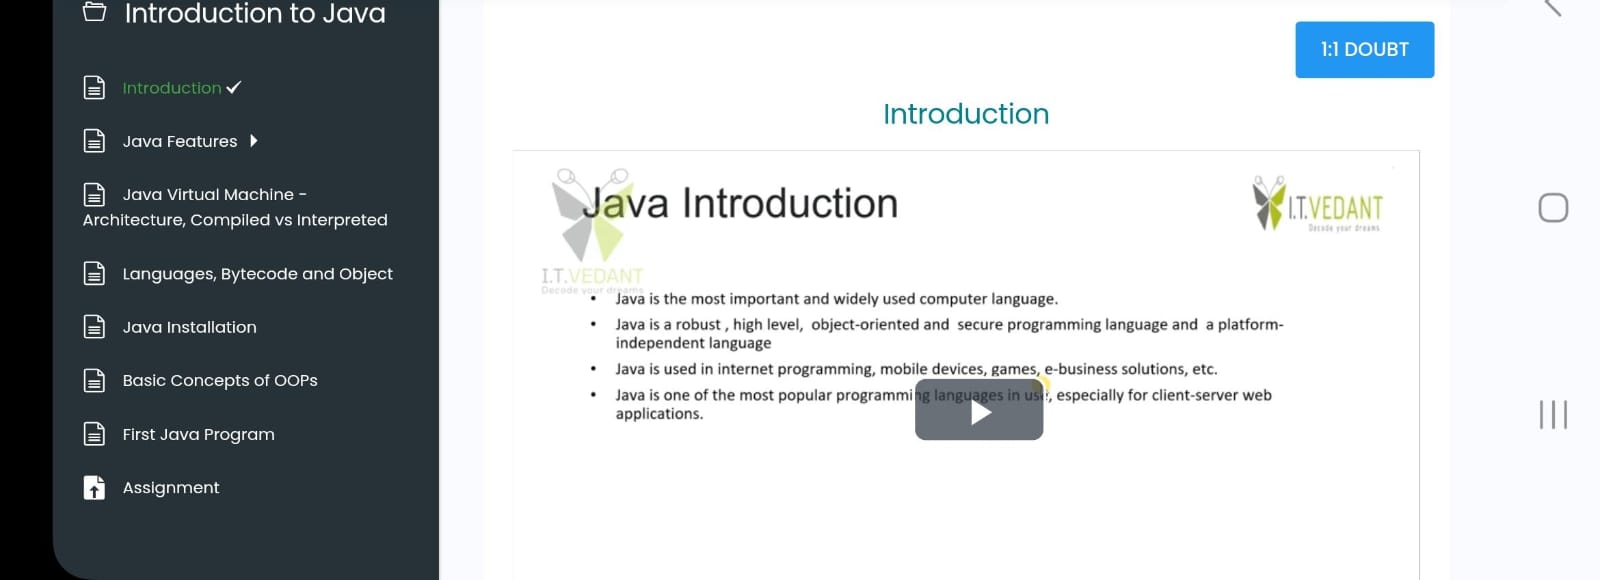 Introduction to Java
Introduction
Java Features
Java Virtual Machine -
Architecture, Compiled vs Interpreted
Languages, Bytecode and Object
Java Installation
Basic Concepts of OOPs
First Java Program
Assignment
1:1 DOUBT
Introduction
Java Introduction
I.T.VEDANT
Decode your dreams
I.T.VEDANT
Decode your dreams
• Java is the most important and widely used computer language.
• Java is a robust , high level, object-oriented and secure programming language and a platform-
independent language
• Java is used in internet programming, mobile devices, games, e-business solutions, etc.
• Java is one of the most popular programming languages in use, especially for client-server web
applications.